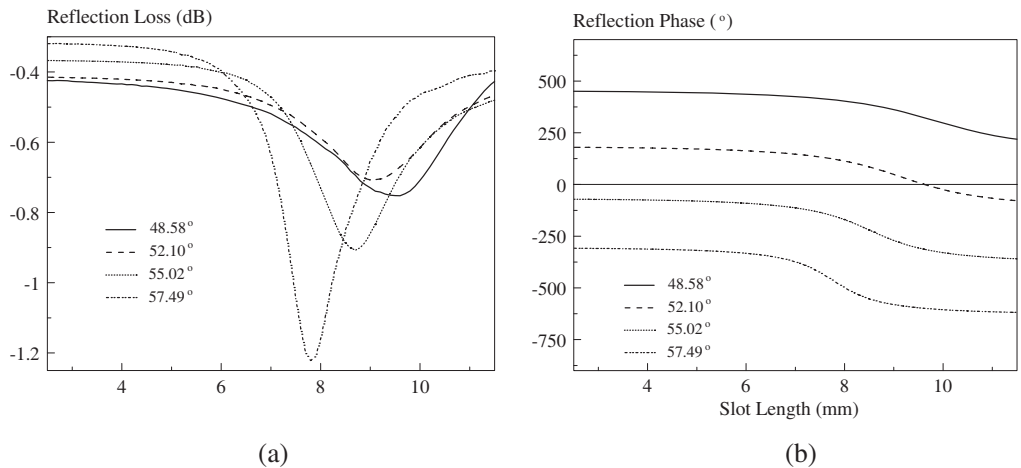 Reflection Loss (dB)
-0.4
-0.6
-0.8
-1
-1.2
4 6 8 10
48.58°
52.10°
55.02°
57.49°
(a)
Reflection Phase (°)
500
250
0
-250
-500
-750
4 6 8 10
48.58°
52.10°
55.02°
57.49°
Slot Length (mm)
(b)